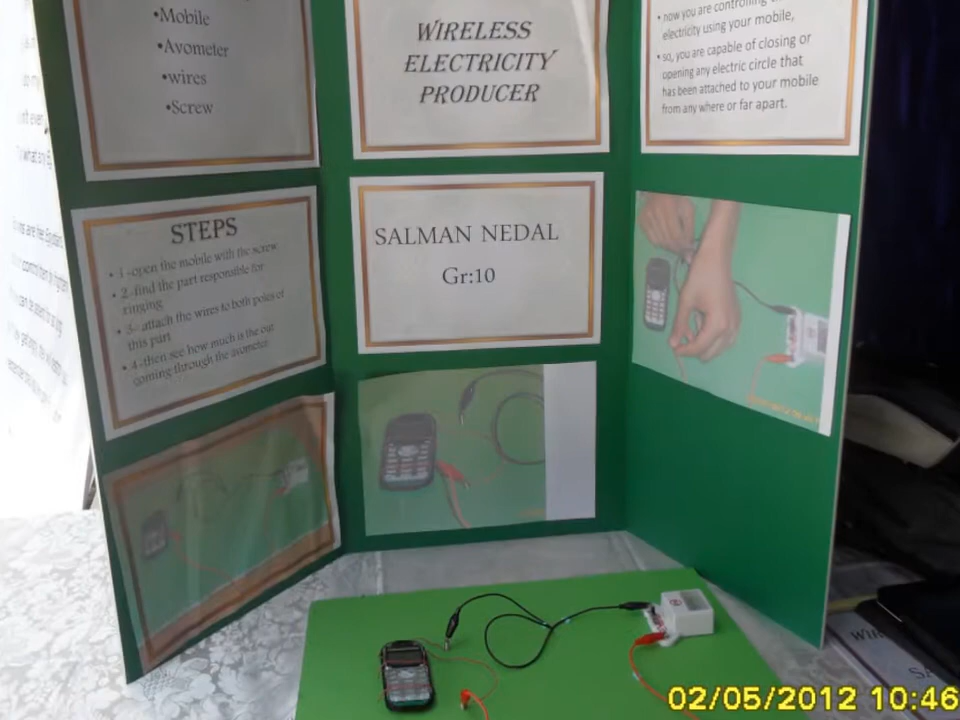 •Mobile
•Avometer
•wires
•Screw
WIRELESS
ELECTRICITY
PRODUCER
• now you are controlling
electricity using your mobile,
• so, you are capable of closing or
opening any electric circle that
has been attached to your mobile
from any where or far apart.
STEPS
• 1-open the mobile with the screw
• 2-find the part responsible for
ringing
• 3- attach the wires to both poles of
this part
• 4-then see how much is the out
coming through the avometer
SALMAN NEDAL
Gr:10
02/05/2012 10:46